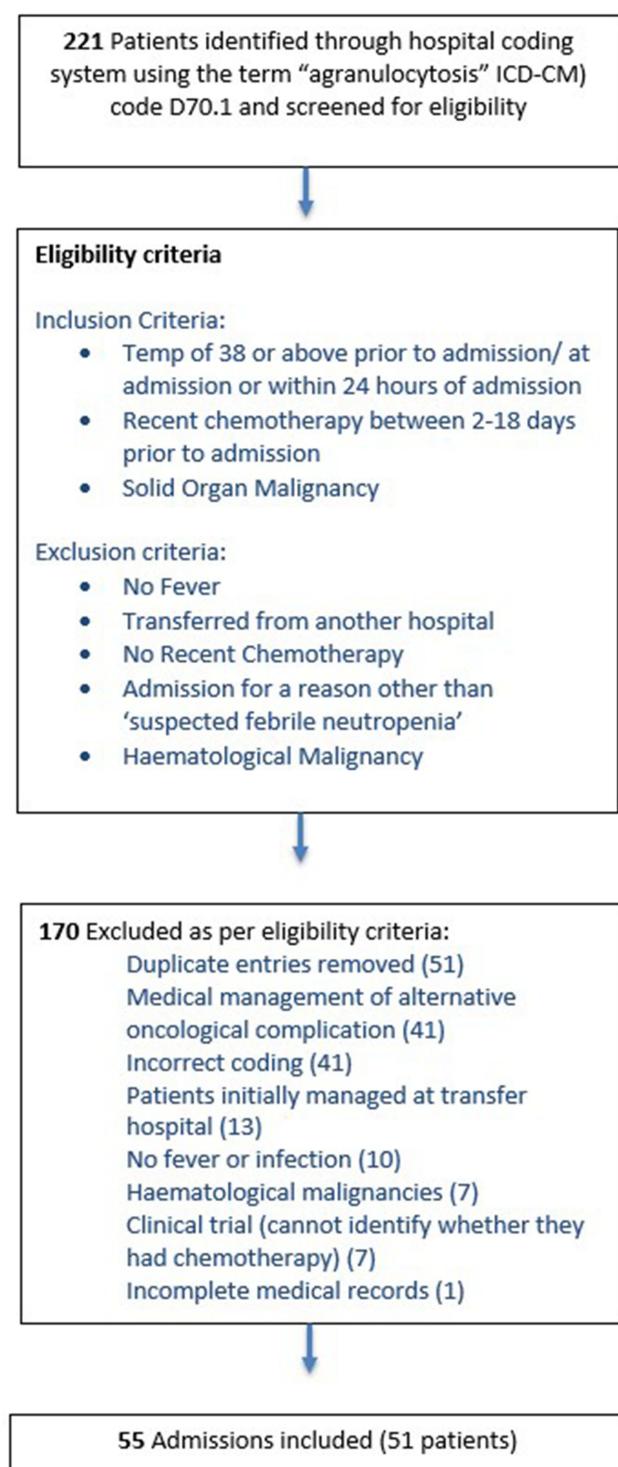 221 Patients identified through hospital coding
system using the term “agranulocytosis” ICD-CM)
code D70.1 and screened for eligibility
Eligibility criteria
Inclusion Criteria:
• Temp of 38 or above prior to admission/ at
admission or within 24 hours of admission
• Recent chemotherapy between 2-18 days
prior to admission
• Solid Organ Malignancy
Exclusion criteria:
• No Fever
• Transferred from another hospital
• No Recent Chemotherapy
• Admission for a reason other than
‘suspected febrile neutropenia’
• Haematological Malignancy
170 Excluded as per eligibility criteria:
Duplicate entries removed (51)
Medical management of alternative
oncological complication (41)
Incorrect coding (41)
Patients initially managed at transfer
hospital (13)
No fever or infection (10)
Haematological malignancies (7)
Clinical trial (cannot identify whether they
had chemotherapy) (7)
Incomplete medical records (1)
55 Admissions included (51 patients)